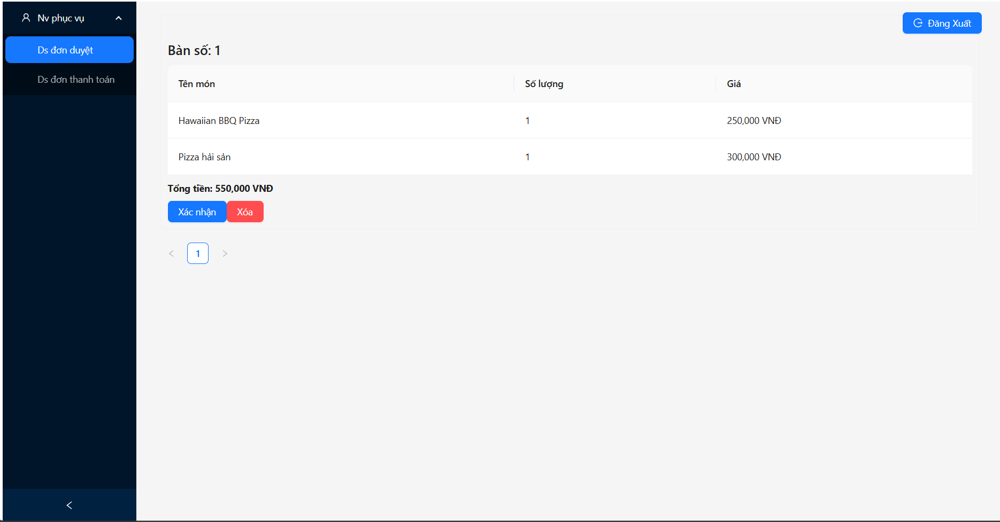 Nv phục vụ
Ds đơn duyệt
Ds đơn thanh toán
Đăng Xuất
Bàn số: 1
Tên món Số lượng Giá
Hawaiian BBQ Pizza 1 250,000 VNĐ
Pizza hải sản 1 300,000 VNĐ
Tổng tiền: 550,000 VNĐ
Xác nhận Xóa
1